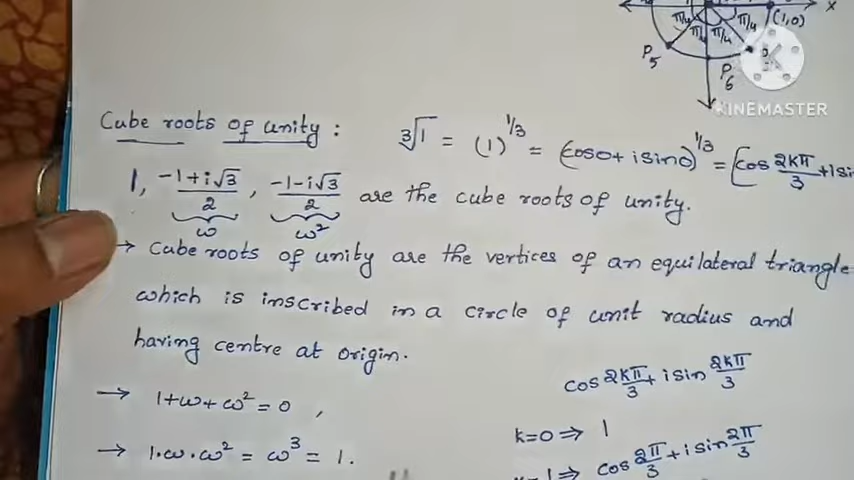 x
π/4 π/4 (1,0)
π/4 π/4
P5
P6
KINEMASTER
Cube roots of unity : ∛1 = (1)^1/3 = (cos0 + i sin0)^1/3 = [cos 2kπ/3 + i si
1, (-1+i√3)/2, (-1-i√3)/2 are the cube roots of unity.
ω ω²
→ Cube roots of unity are the vertices of an equilateral triangle
which is inscribed in a circle of unit radius and
having centre at origin.
cos 2kπ/3 + i sin 2kπ/3
→ 1+ω+ω² = 0 ,
k=0 ⇒ 1
→ 1.ω.ω² = ω³ = 1.
k=1 ⇒ cos 2π/3 + i sin 2π/3